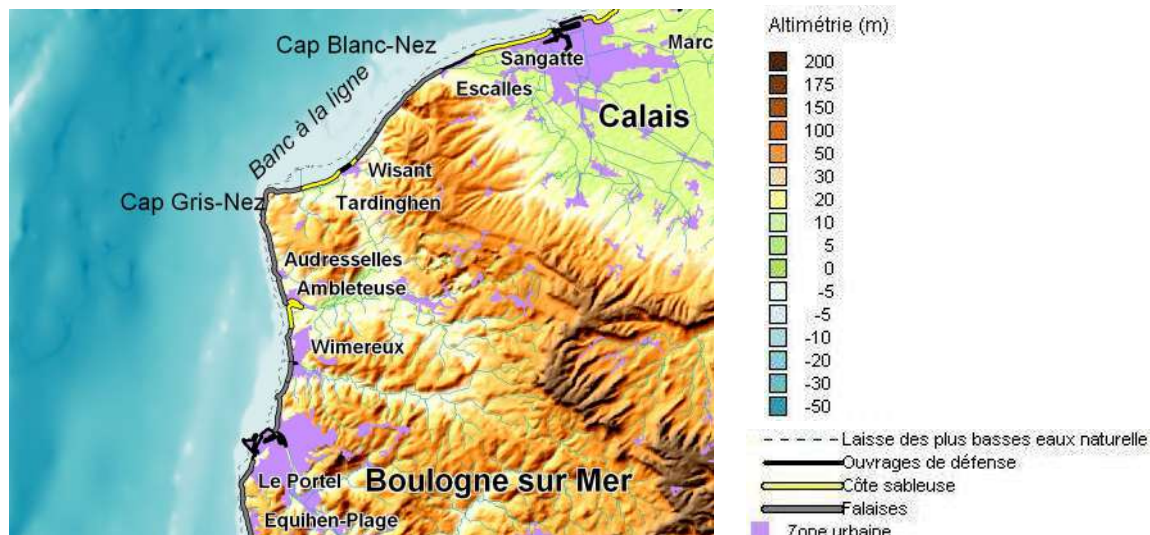 Cap Blanc-Nez
Sangatte
Marc
Escalles
Calais
Banc à la ligne
Wisant
Cap Gris-Nez
Tardinghen
Audresselles
Ambleteuse
Wimereux
Le Portel
Boulogne sur Mer
Equihen-Plage
Altimétrie (m)
200
175
150
100
50
30
20
10
5
0
-5
-5
-10
-20
-30
-50
Laisse des plus basses eaux naturelle
Ouvrages de défense
Côte sableuse
Falaises
Zone urbaine